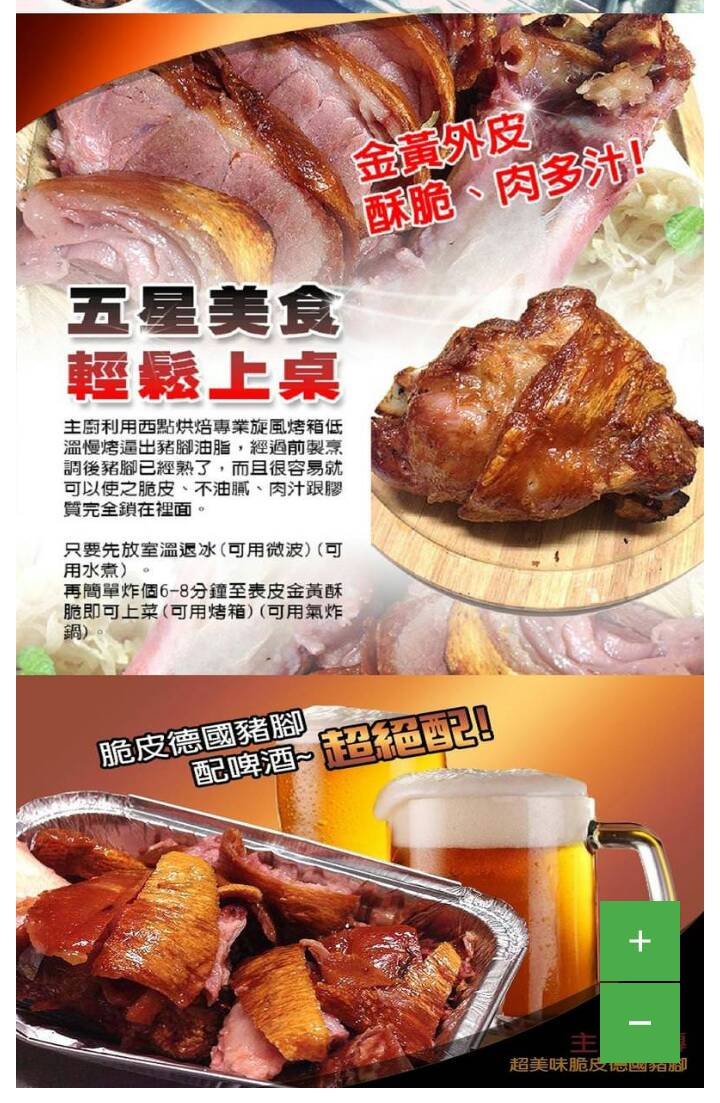 金黃外皮
酥脆、肉多汁!
五星美食
輕鬆上桌
主廚利用西點烘焙專業旋風烤箱低
溫慢烤逼出豬腳油脂，經過前製烹
調後豬腳已經熟了，而且很容易就
可以使之脆皮、不油膩、肉汁跟膠
質完全鎖在裡面。
只要先放室溫退冰(可用微波)(可
用水煮)。
再簡單炸個6-8分鐘至表皮金黃酥
脆即可上菜(可用烤箱)(可用氣炸
鍋)。
脆皮德國豬腳
配啤酒~超絕配!
+
−
主
超美味脆皮德國豬腳